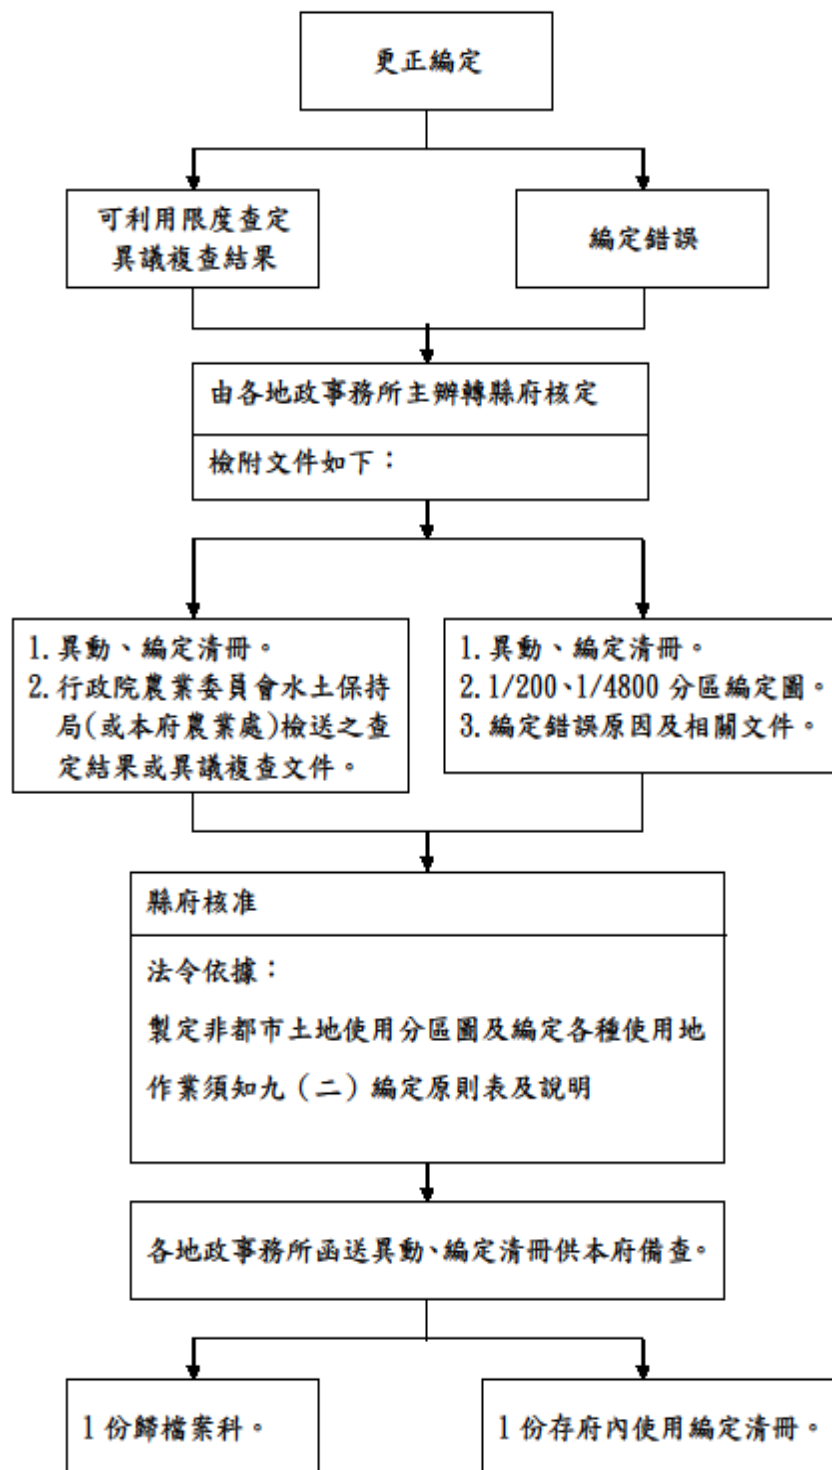 更正編定
可利用限度查定
異議複查結果
編定錯誤
由各地政事務所主辦轉縣府核定
檢附文件如下：
1.異動、編定清冊。
2.行政院農業委員會水土保持
局(或本府農業處)檢送之查
定結果或異議複查文件。
1.異動、編定清冊。
2.1/200、1/4800 分區編定圖。
3.編定錯誤原因及相關文件。
縣府核准
法令依據：
製定非都市土地使用分區圖及編定各種使用地
作業須知九（二）編定原則表及說明
各地政事務所函送異動、編定清冊供本府備查。
1 份歸檔案科。
1 份存府內使用編定清冊。